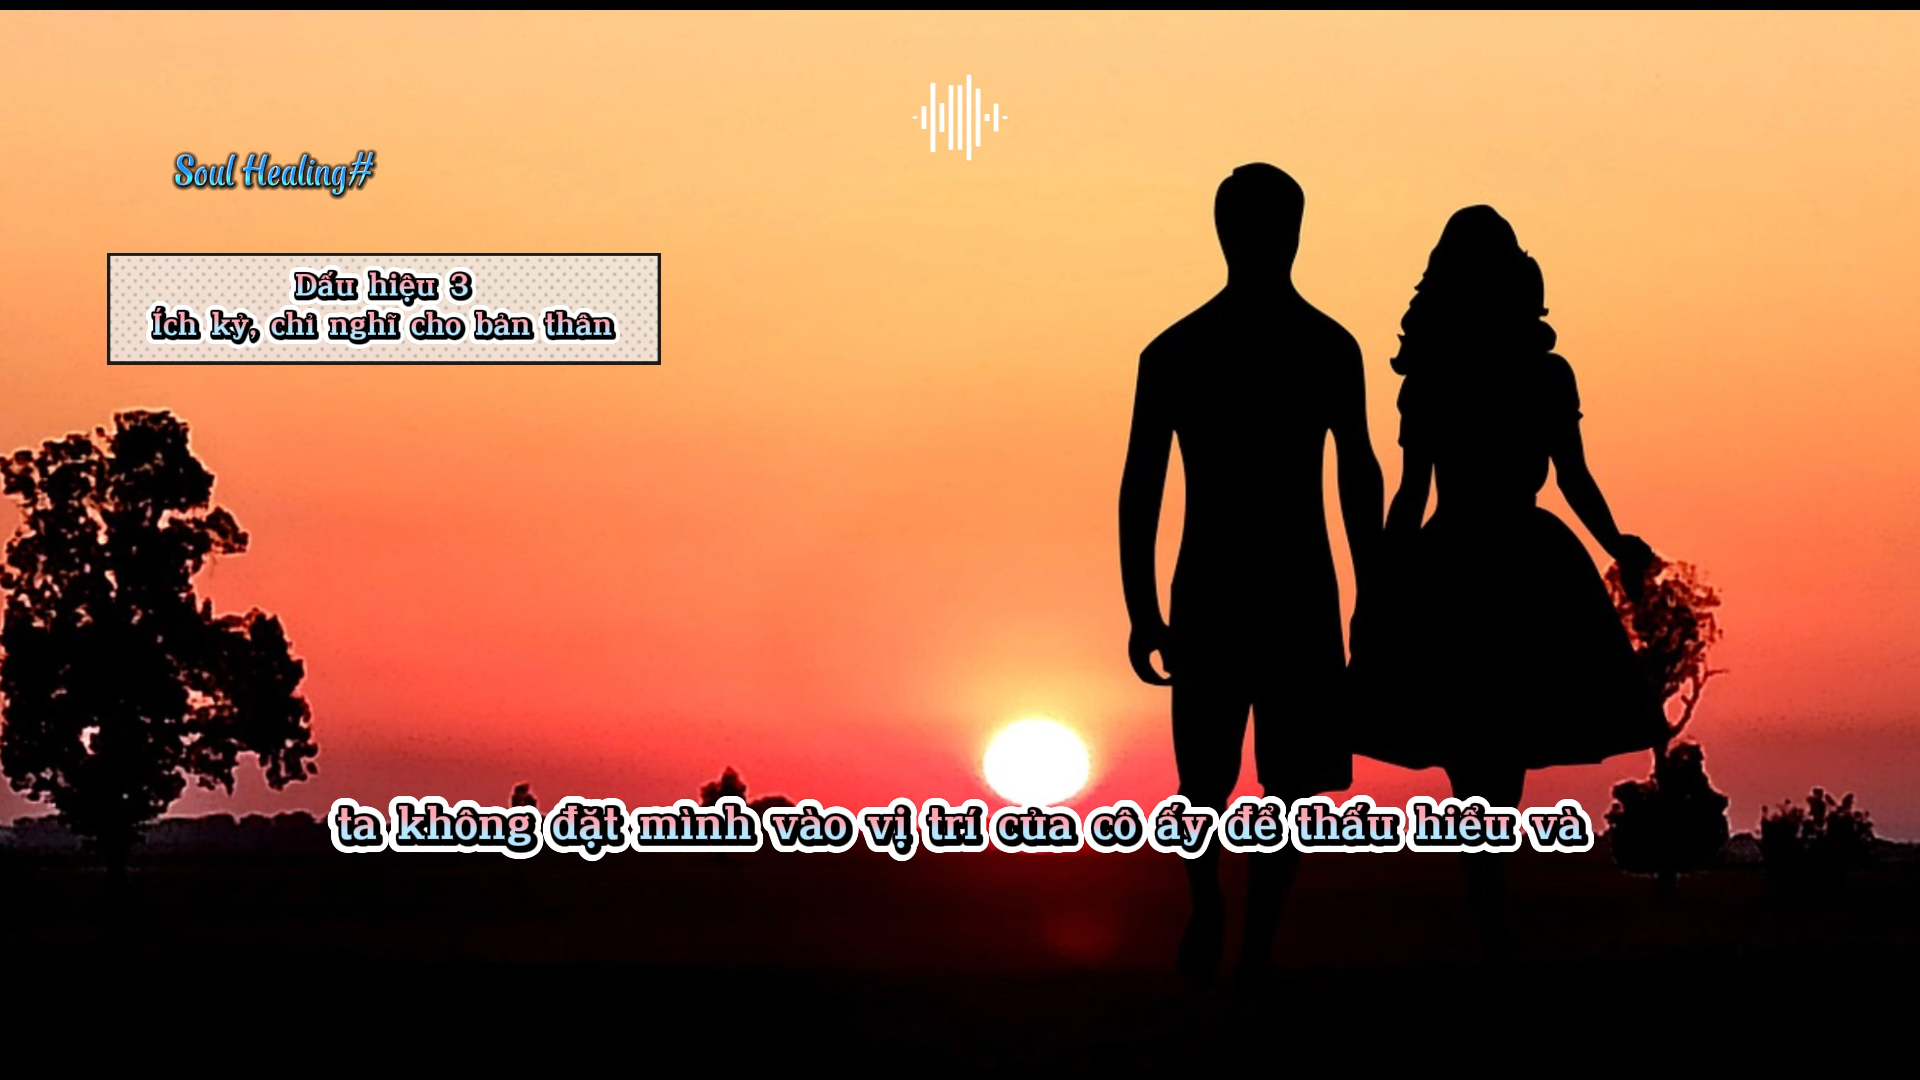 Soul Healing#
Dấu hiệu 3
Ích kỷ, chỉ nghĩ cho bản thân
ta không đặt mình vào vị trí của cô ấy để thấu hiểu và